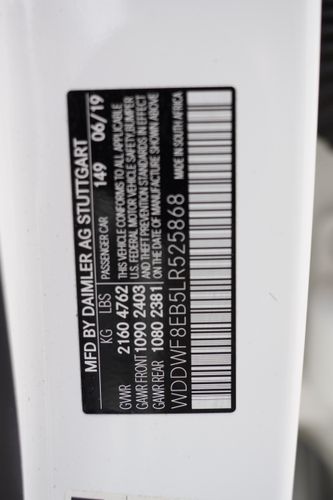 MFD BY DAIMLER AG STUTTGART
PASSENGER CAR 149 06/19
KG LBS
GVWR 2160 4762
GAWR FRONT 1090 2403
GAWR REAR 1080 2381
THIS VEHICLE CONFORMS TO ALL APPLICABLE
U.S. FEDERAL MOTOR VEHICLE SAFETY, BUMPER
AND THEFT PREVENTION STANDARDS IN EFFECT
ON THE DATE OF MANUFACTURE SHOWN ABOVE
MADE IN SOUTH AFRICA
WDDWF8EB5LR525868